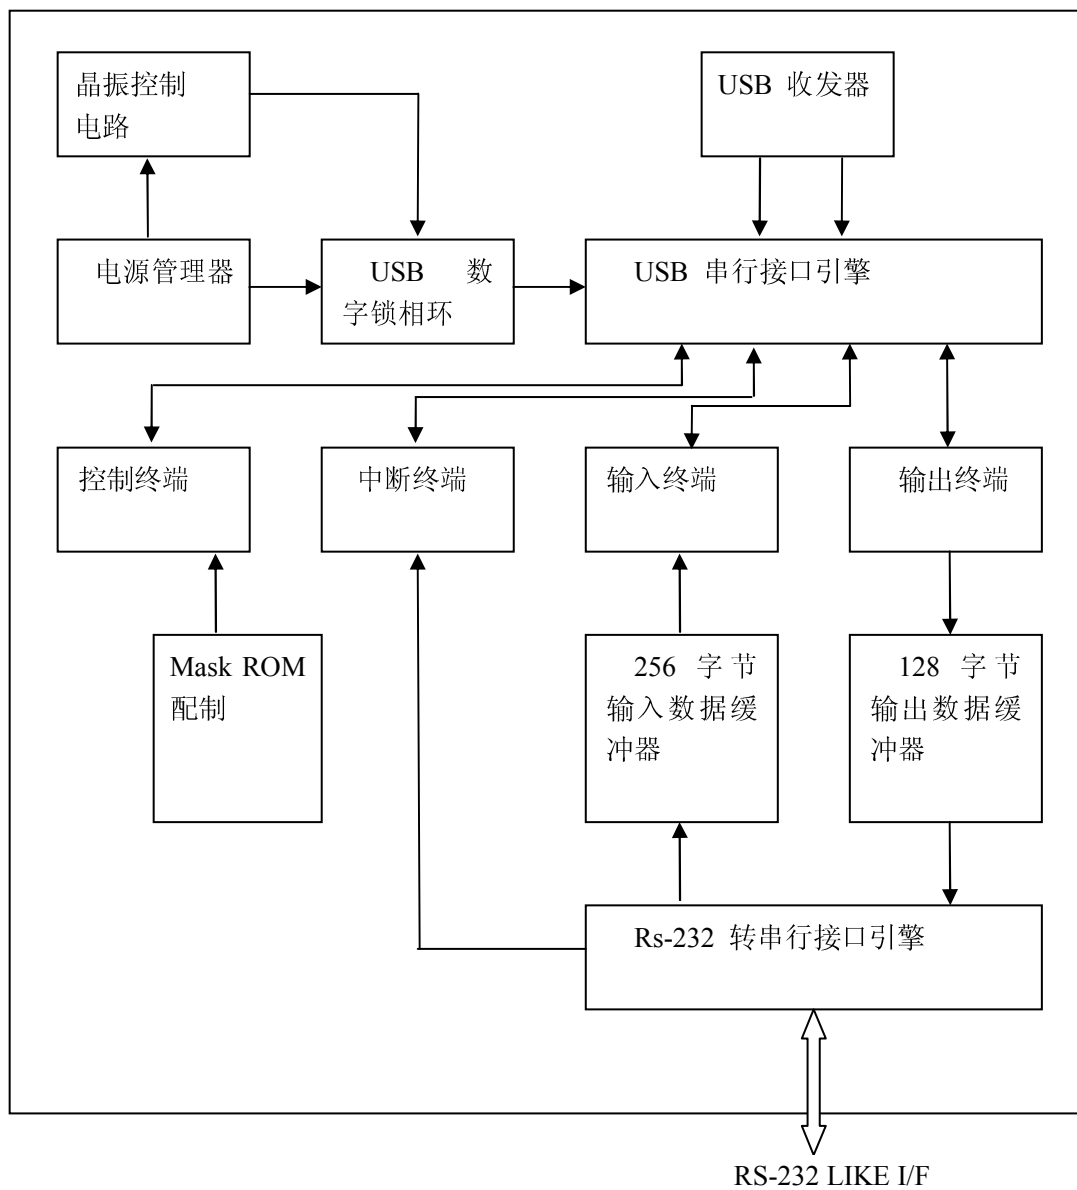 晶振控制
电路
USB 收发器
电源管理器
USB 数
字锁相环
USB 串行接口引擎
控制终端
中断终端
输入终端
输出终端
Mask ROM
配制
256 字节
输入数据缓
冲器
128 字节
输出数据缓
冲器
Rs-232 转串行接口引擎
RS-232 LIKE I/F